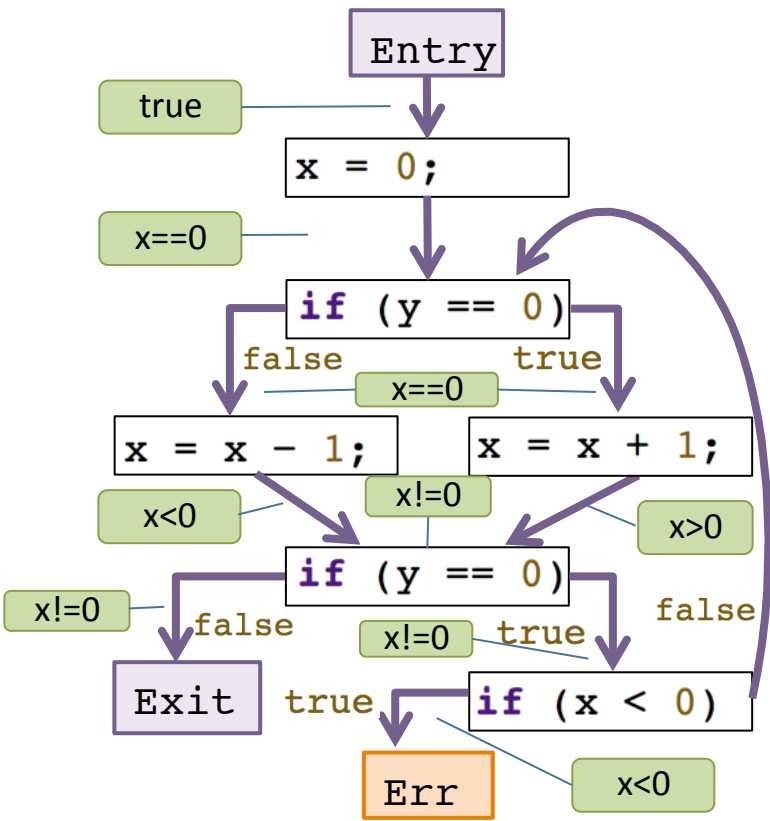 Entry
true
x = 0;
x==0
if (y == 0)
false
true
x==0
x = x - 1;
x = x + 1;
x!=0
x<0
x>0
if (y == 0)
x!=0
false
x!=0
true
false
Exit
true
if (x < 0)
Err
x<0